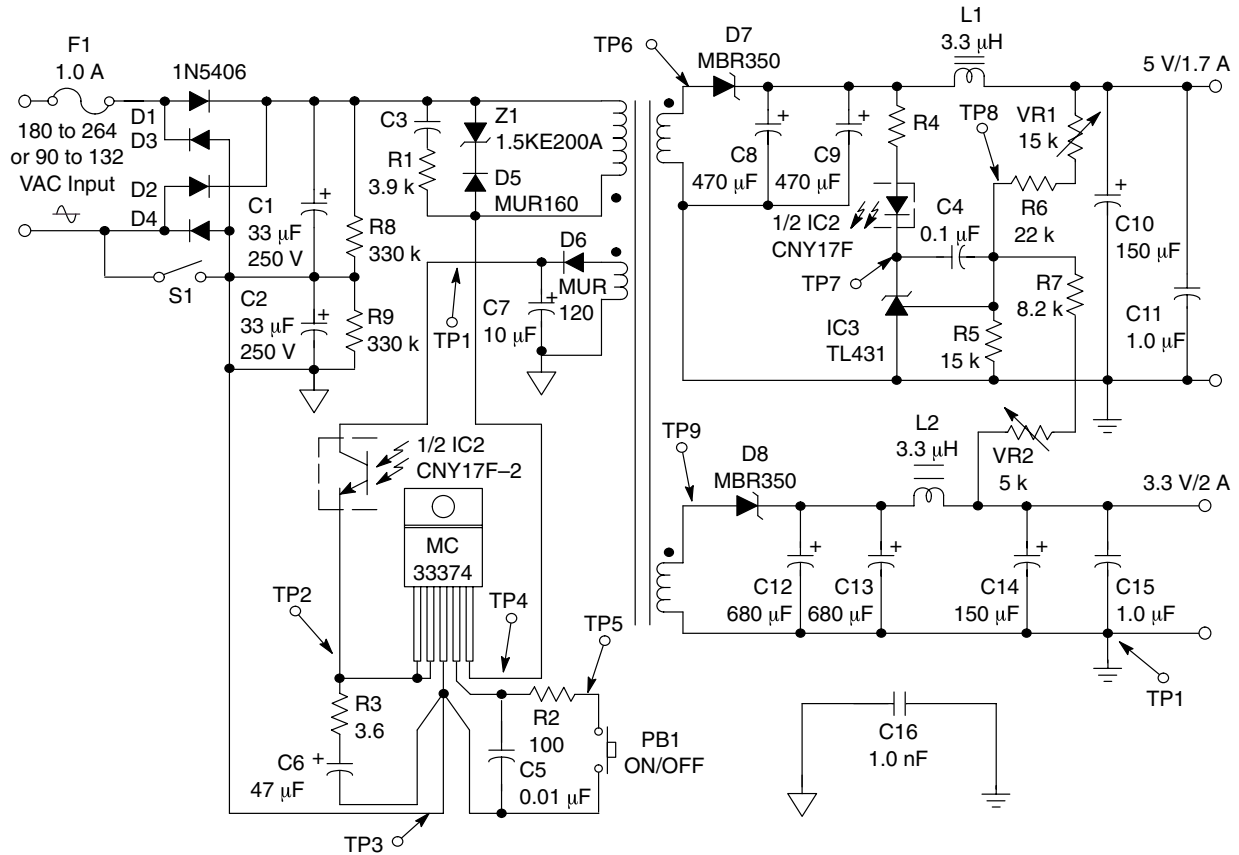 F1
1.0 A
1N5406
D1
D3
180 to 264
or 90 to 132
VAC Input
D2
D4
S1
C1
33 µF
250 V
C2
33 µF
250 V
R8
330 k
R9
330 k
C3
R1
3.9 k
Z1
1.5KE200A
D5
MUR160
D6
MUR
120
C7
10 µF
TP1
TP6
D7
MBR350
L1
3.3 µH
5 V/1.7 A
C8
470 µF
C9
470 µF
R4
TP8
VR1
15 k
R6
22 k
1/2 IC2
CNY17F
C4
0.1 µF
TP7
IC3
TL431
R5
15 k
R7
8.2 k
C10
150 µF
C11
1.0 µF
1/2 IC2
CNY17F–2
MC
33374
TP2
TP4
TP5
R3
3.6
C6
47 µF
R2
100
C5
0.01 µF
PB1
ON/OFF
TP3
TP9
D8
MBR350
L2
3.3 µH
VR2
5 k
3.3 V/2 A
C12
680 µF
C13
680 µF
C14
150 µF
C15
1.0 µF
TP1
C16
1.0 nF
+
+
+
+
+
+
+
+
+
+
+